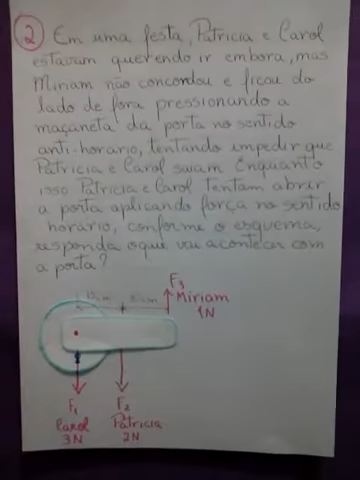 2 Em uma festa, Patricia e Carol
estavam querendo ir embora, mas
Miriam não concordou e ficou do
lado de fora pressionando a
maçaneta da porta no sentido
anti-horario, tentando impedir que
Patricia e Carol saiam Enquanto
isso Patricia e Carol tentam abrir
a porta aplicando força no sentido
horário, conforme o esquema,
responda o que vai acontecer com
a porta?
F3
Miriam
1N
F1
Carol
3N
F2
Patricia
2N